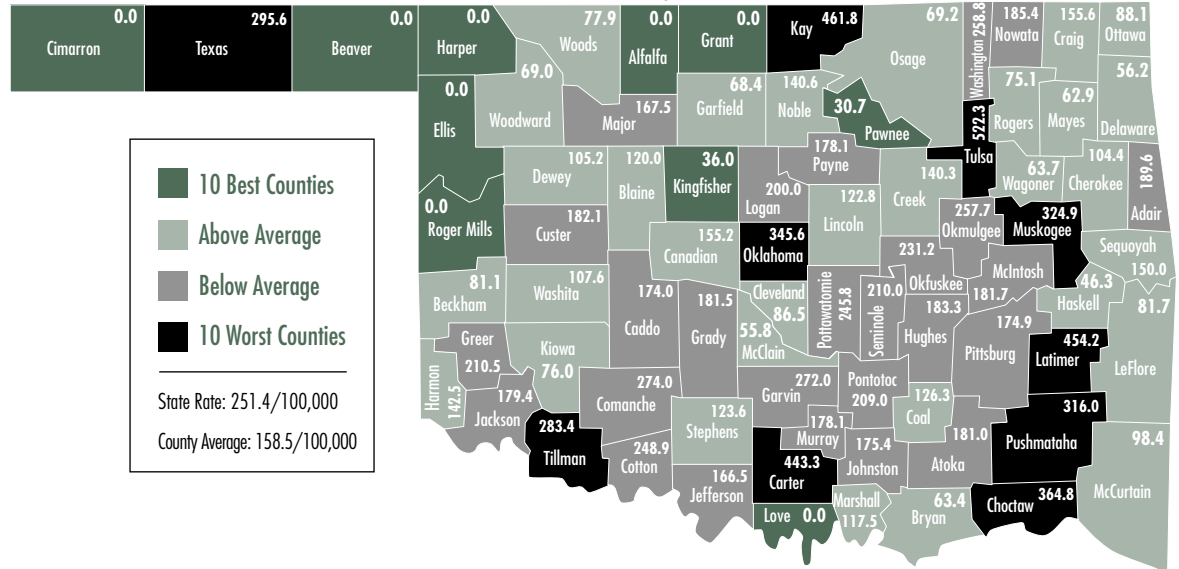 0.0
Cimarron
295.6
Texas
0.0
Beaver
0.0
Harper
77.9
Woods
0.0
Alfalfa
0.0
Grant
461.8
Kay
69.2
Osage
Washington 258.8
185.4
Nowata
155.6
Craig
88.1
Ottawa
0.0
Ellis
69.0
Woodward
167.5
Major
68.4
Garfield
140.6
Noble
30.7
Pawnee
522.3
Tulsa
75.1
Rogers
62.9
Mayes
56.2
Delaware
10 Best Counties
Above Average
Below Average
10 Worst Counties
State Rate: 251.4/100,000
County Average: 158.5/100,000
0.0
Roger Mills
105.2
Dewey
120.0
Blaine
36.0
Kingfisher
200.0
Logan
178.1
Payne
122.8
Lincoln
140.3
Creek
63.7
Wagoner
104.4
Cherokee
189.6
Adair
182.1
Custer
155.2
Canadian
345.6
Oklahoma
257.7
Okmulgee
324.9
Muskogee
Sequoyah
150.0
81.1
Beckham
107.6
Washita
174.0
Caddo
181.5
Grady
Cleveland
86.5
55.8
McClain
Pottawatomie
245.8
210.0
Seminole
231.2
Okfuskee
183.3
Hughes
McIntosh
181.7
46.3
Haskell
174.9
Pittsburg
454.2
Latimer
81.7
LeFlore
Greer
210.5
Harmon
142.5
179.4
Jackson
Kiowa
76.0
274.0
Comanche
283.4
Tillman
248.9
Cotton
123.6
Stephens
166.5
Jefferson
272.0
Garvin
178.1
Murray
443.3
Carter
Love 0.0
Pontotoc
209.0
175.4
Johnston
126.3
Coal
181.0
Atoka
Marshall
117.5
63.4
Bryan
316.0
Pushmataha
Choctaw 364.8
98.4
McCurtain